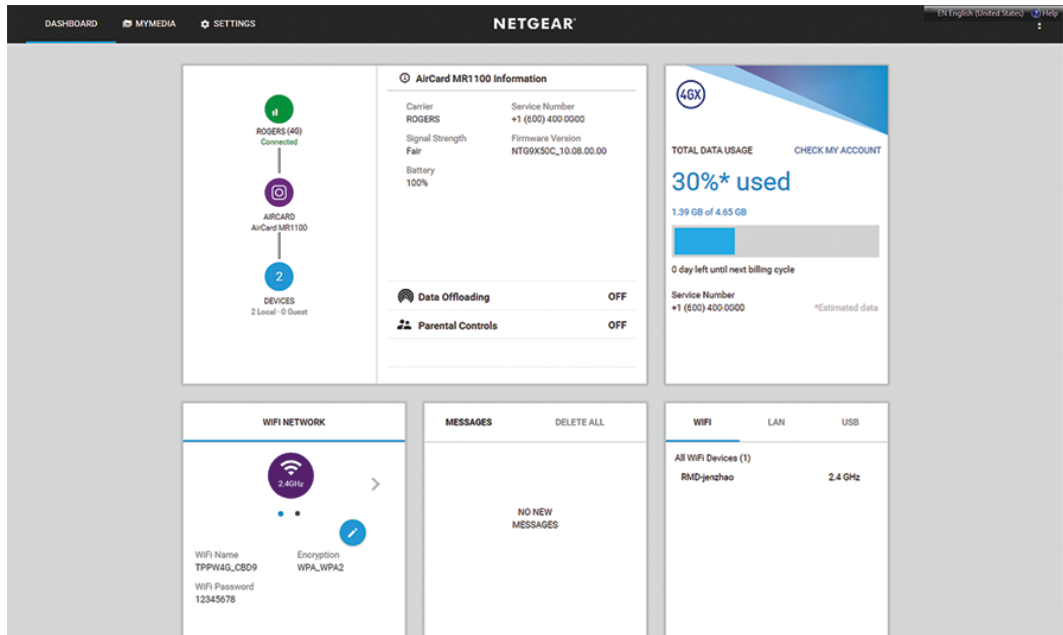 DASHBOARD
MYMEDIA
SETTINGS
NETGEAR
EN English (United States)
Help
ROGERS (4G)
Connected
AIRCARD
AirCard MR1100
2
DEVICES
2 Local · 0 Guest
AirCard MR1100 Information
Carrier
ROGERS
Service Number
+1 (600) 400 0000
Signal Strength
Fair
Firmware Version
NTG9X50C_10.08.00.00
Battery
100%
Data Offloading OFF
Parental Controls OFF
4GX
TOTAL DATA USAGE
CHECK MY ACCOUNT
30%* used
1.39 GB of 4.65 GB
0 day left until next billing cycle
Service Number
+1 (600) 400 0000
*Estimated data
WIFI NETWORK
2.4GHz
WiFi Name
TPPW4G_CBD9
Encryption
WPA_WPA2
WiFi Password
12345678
MESSAGES
DELETE ALL
NO NEW
MESSAGES
WIFI
LAN
USB
All WiFi Devices (1)
RMD-jenzhao 2.4 GHz